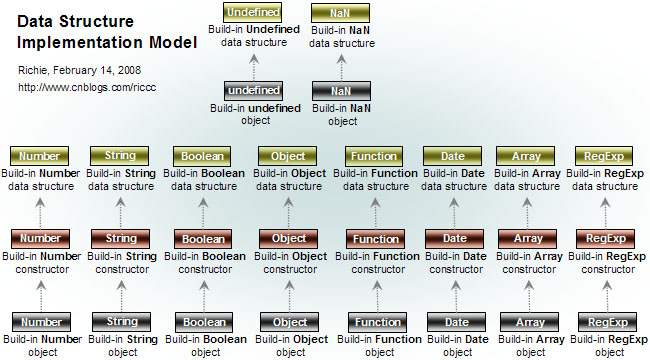 Data Structure
Implementation Model
Richie, February 14, 2008
http://www.cnblogs.com/riccc
Undefined
Build-in Undefined
data structure
NaN
Build-in NaN
data structure
undefined
Build-in undefined
object
NaN
Build-in NaN
object
Number String Boolean Object Function Date Array RegExp
Build-in Number Build-in String Build-in Boolean Build-in Object Build-in Function Build-in Date Build-in Array Build-in RegExp
data structure data structure data structure data structure data structure data structure data structure data structure
Number String Boolean Object Function Date Array RegExp
Build-in Number Build-in String Build-in Boolean Build-in Object Build-in Function Build-in Date Build-in Array Build-in RegExp
constructor constructor constructor constructor constructor constructor constructor constructor
Number String Boolean Object Function Date Array RegExp
Build-in Number Build-in String Build-in Boolean Build-in Object Build-in Function Build-in Date Build-in Array Build-in RegExp
object object object object object object object object